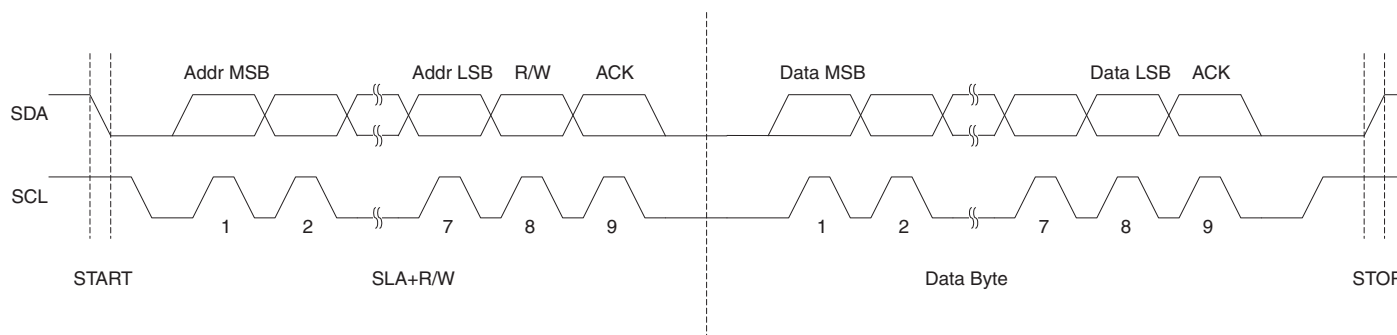 Addr MSB Addr LSB R/W ACK Data MSB Data LSB ACK
SDA
SCL
1 2 7 8 9 1 2 7 8 9
START SLA+R/W Data Byte STOP